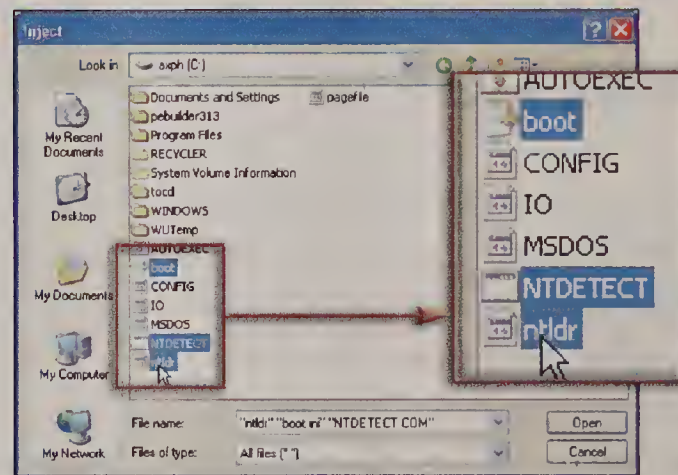 Inject
Look in
axph (C:)
Documents and Settings
pebuilder313
Program Files
RECYCLER
System Volume Information
tocd
WINDOWS
WUTemp
AUTOEXEC
boot
CONFIG
IO
MSDOS
NTDETECT
ntldr
pagefile
My Recent
Documents
Desktop
My Documents
My Computer
My Network
File name:
"ntldr" "boot.ini" "NTDETECT.COM"
Open
Files of type:
All files (*.*)
Cancel
AUTOEXEC
boot
CONFIG
IO
MSDOS
NTDETECT
ntldr